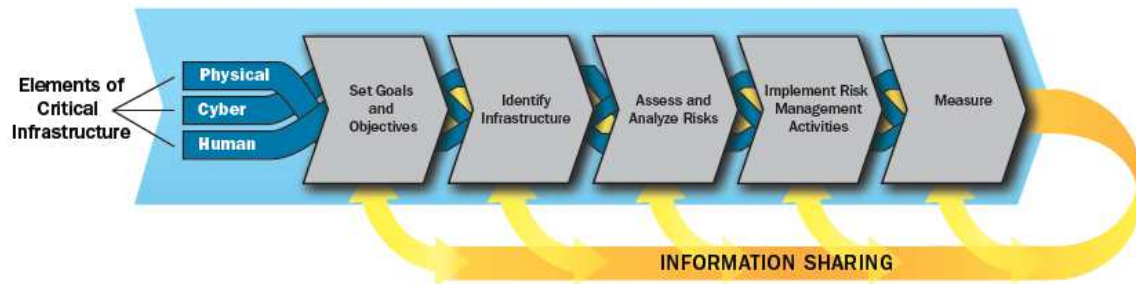 Elements of
Critical
Infrastructure
Physical
Cyber
Human
Set Goals
and
Objectives
Identify
Infrastructure
Assess and
Analyze Risks
Implement Risk
Management
Activities
Measure
INFORMATION SHARING